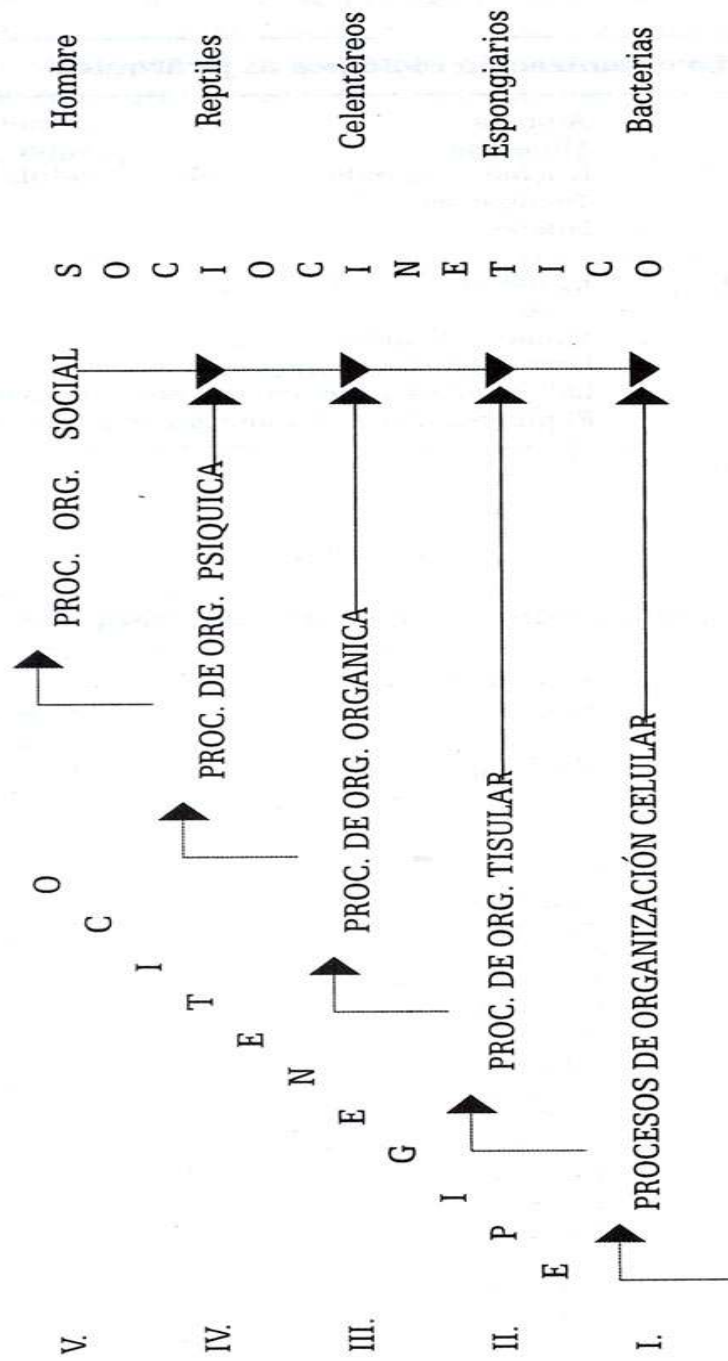 V. PROC. ORG. SOCIAL Hombre
IV. PROC. DE ORG. PSIQUICA Reptiles
III. PROC. DE ORG. ORGANICA Celentéreos
II. PROC. DE ORG. TISULAR Espongiarios
I. PROCESOS DE ORGANIZACIÓN CELULAR Bacterias
E P I G E N E T I C O
S O C I O C I N E T I C O